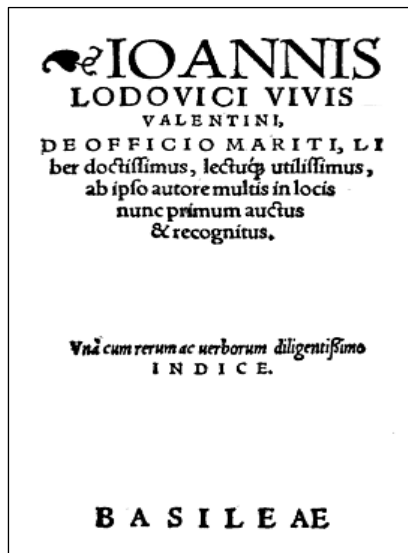 ☙IOANNIS
LODOVICI VIVIS
VALENTINI,
DE OFFICIO MARITI, LI
ber doctissimus, lectuq́ꝫ utilissimus,
ab ipso autore multis in locis
nunc primum auctus
& recognitus.
Vnà cum rerum ac uerborum diligentißimo
INDICE.
BASILEAE